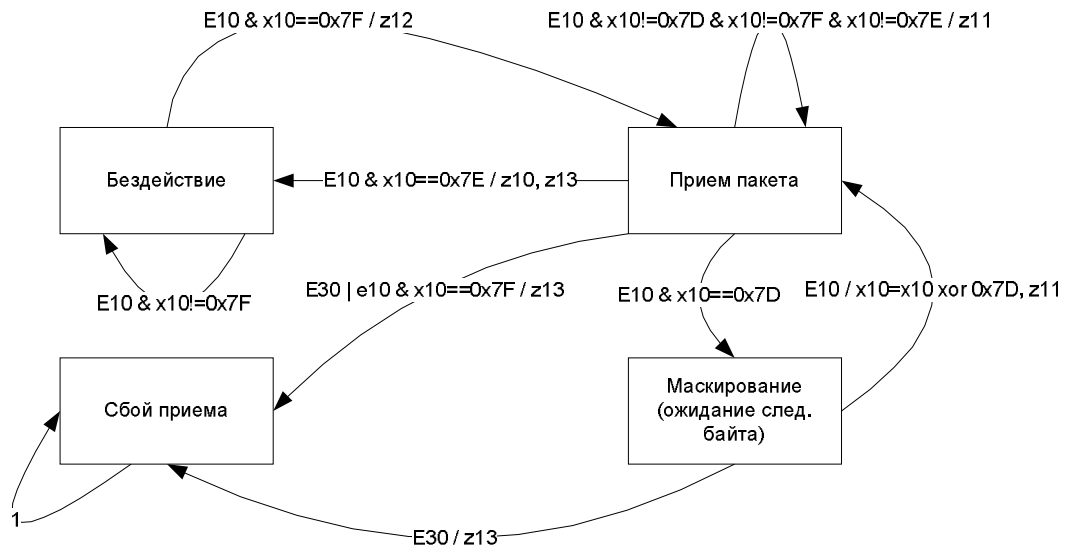 E10 & x10==0x7F / z12
E10 & x10!=0x7D & x10!=0x7F & x10!=0x7E / z11
Бездействие
E10 & x10==0x7E / z10, z13
Прием пакета
E10 & x10!=0x7F
E30 | e10 & x10==0x7F / z13
E10 & x10==0x7D
E10 / x10=x10 xor 0x7D, z11
Сбой приема
Маскирование
(ожидание след.
байта)
1
E30 / z13